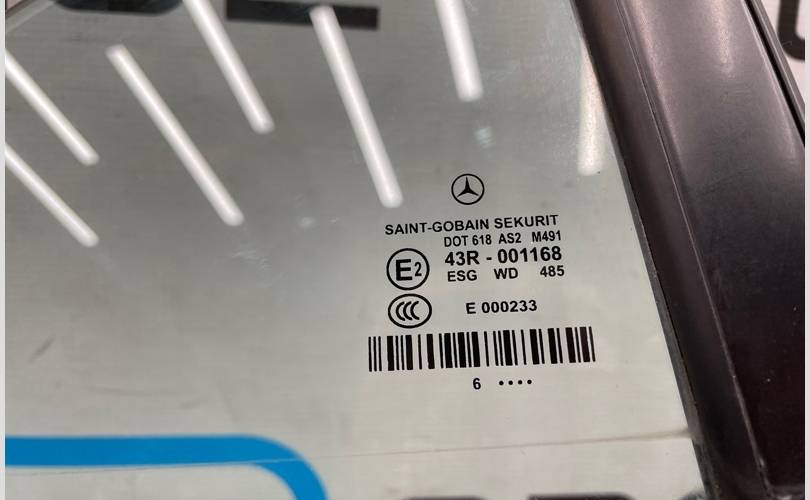 SAINT-GOBAIN SEKURIT
DOT 618 AS2 M491
E2 43R - 001168
ESG WD 485
CCC E 000233
6 ••••